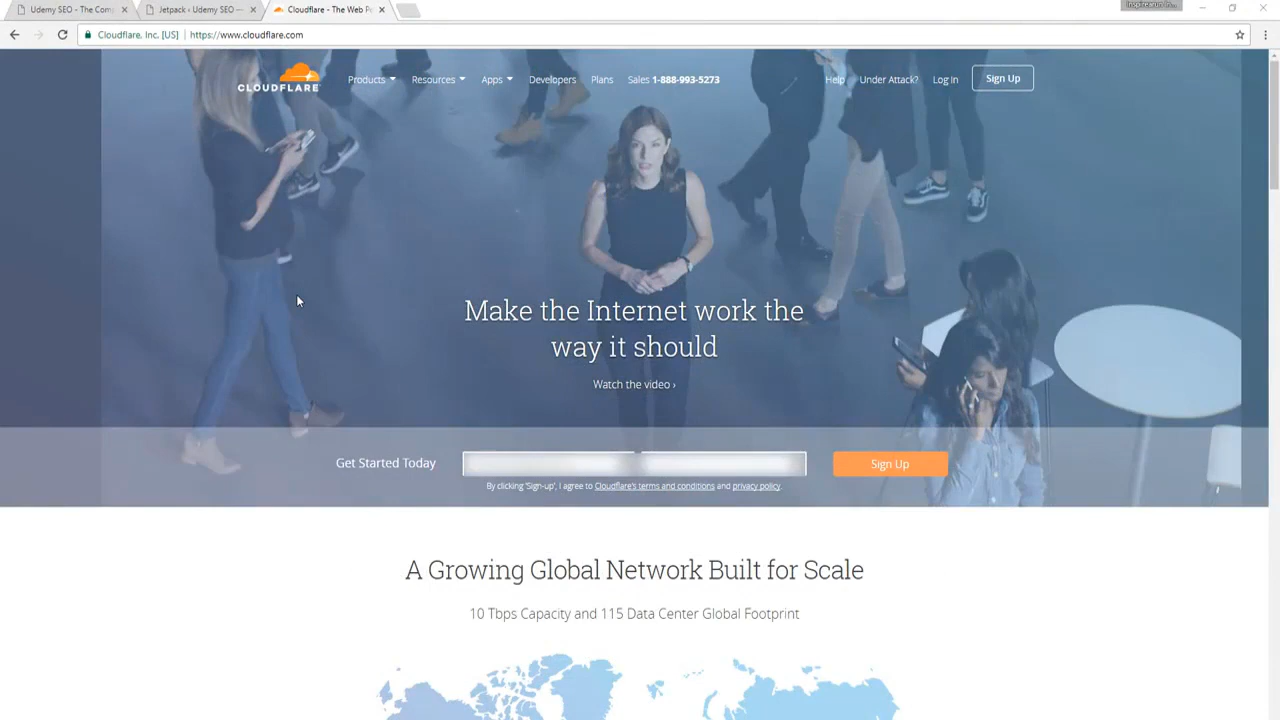 Udemy SEO - The Comp
Jetpack ‹ Udemy SEO —
Cloudflare - The Web Pe
Inspirearun In...
Cloudflare, Inc. [US]
https://www.cloudflare.com
CLOUDFLARE
Products
Resources
Apps
Developers
Plans
Sales 1-888-993-5273
Help
Under Attack?
Log In
Sign Up
Make the Internet work the
way it should
Watch the video ›
Get Started Today
Sign Up
By clicking 'Sign-up', I agree to Cloudflare's terms and conditions and privacy policy.
A Growing Global Network Built for Scale
10 Tbps Capacity and 115 Data Center Global Footprint